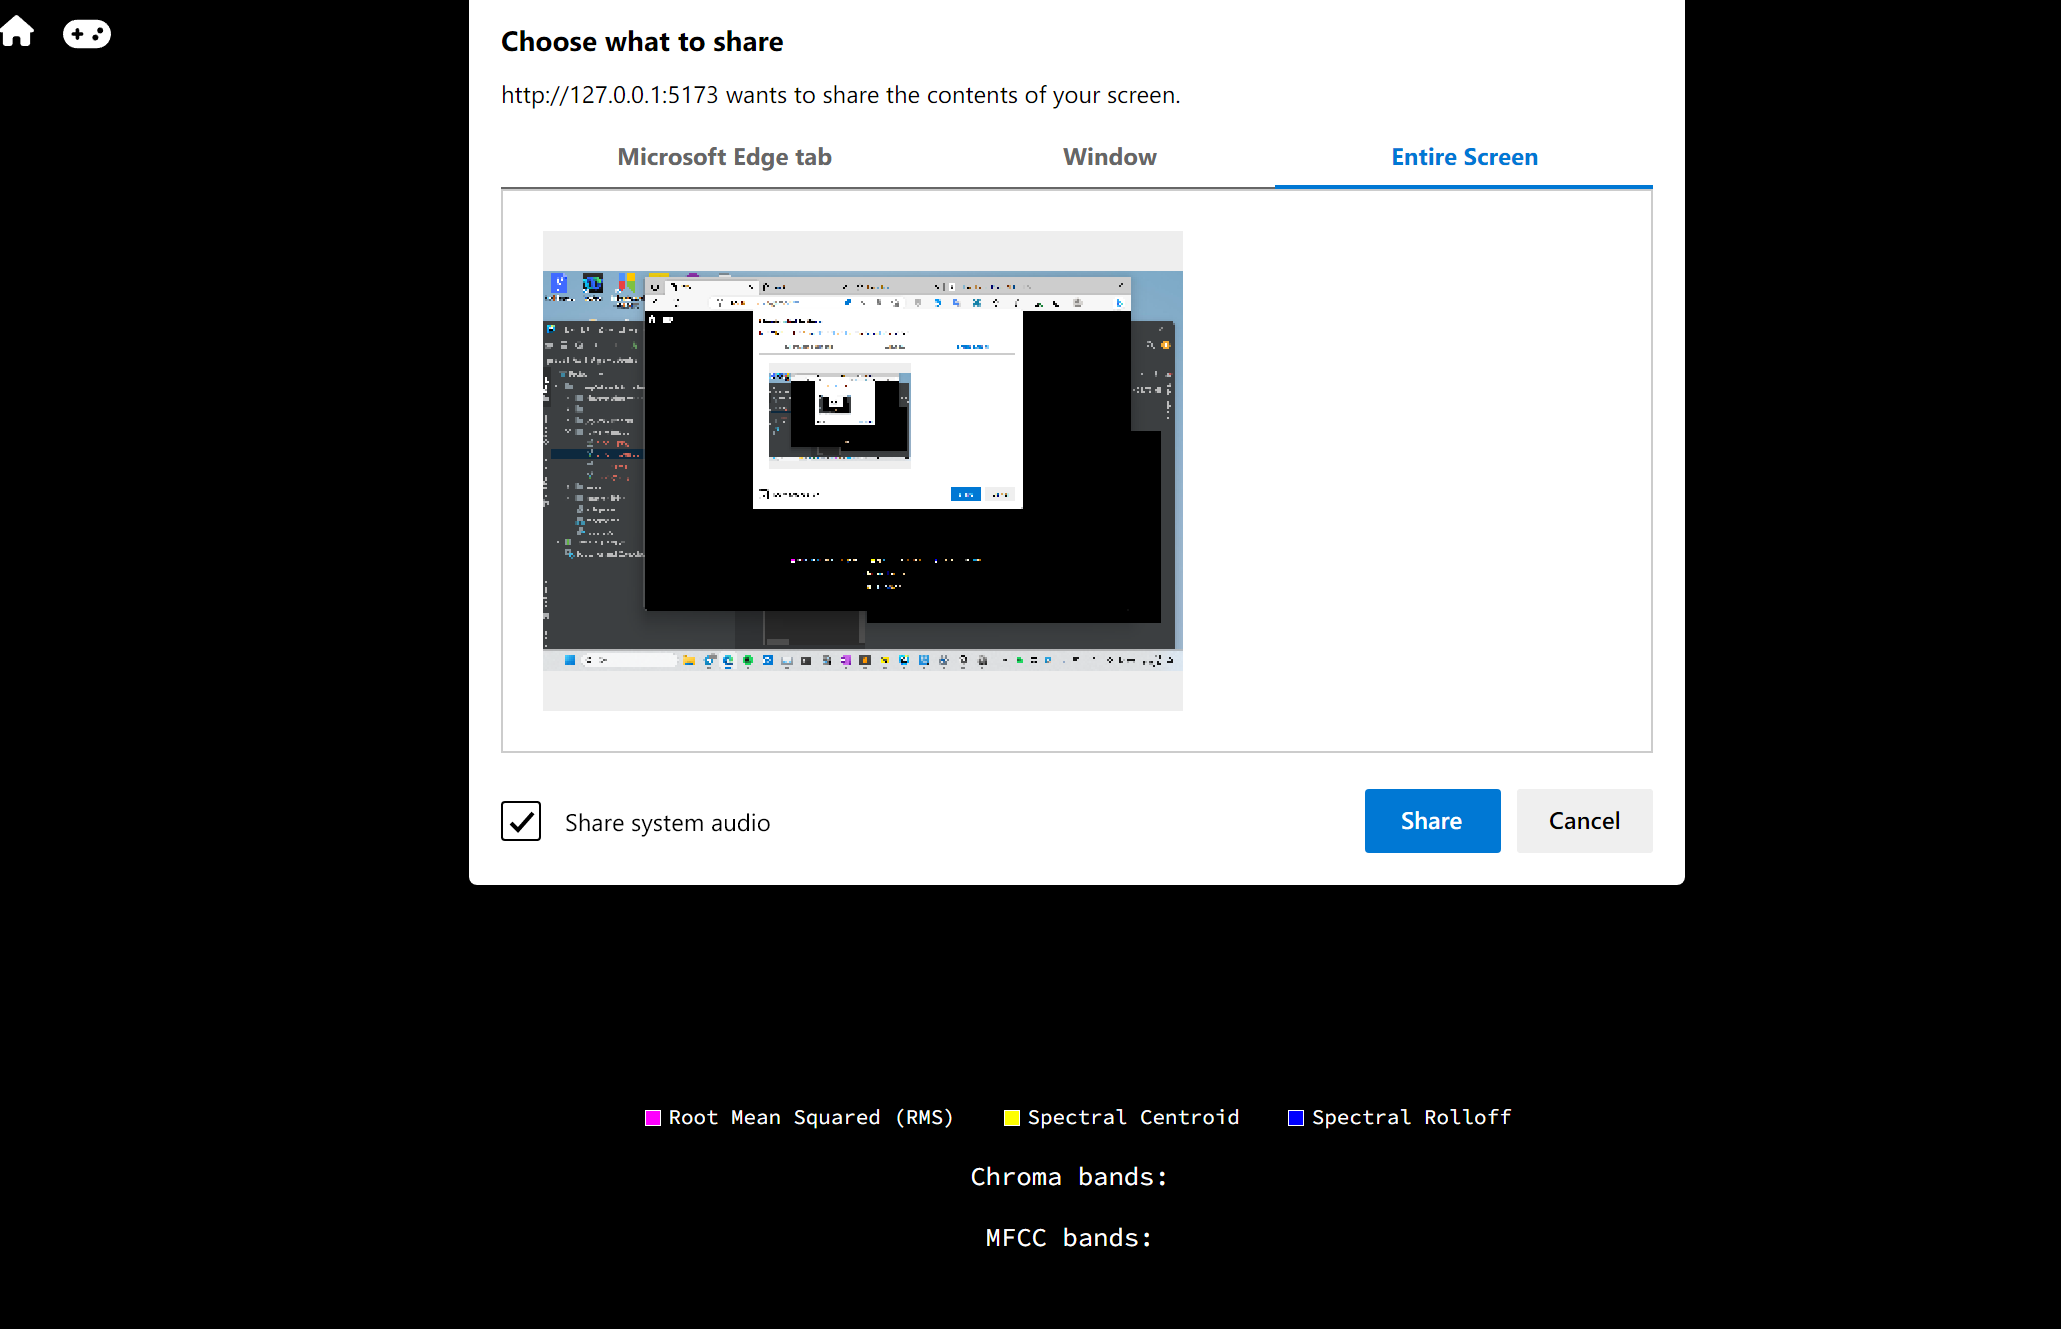 Choose what to share
http://127.0.0.1:5173 wants to share the contents of your screen.
Microsoft Edge tab Window Entire Screen
Share system audio Share Cancel
Root Mean Squared (RMS) Spectral Centroid Spectral Rolloff
Chroma bands:
MFCC bands: